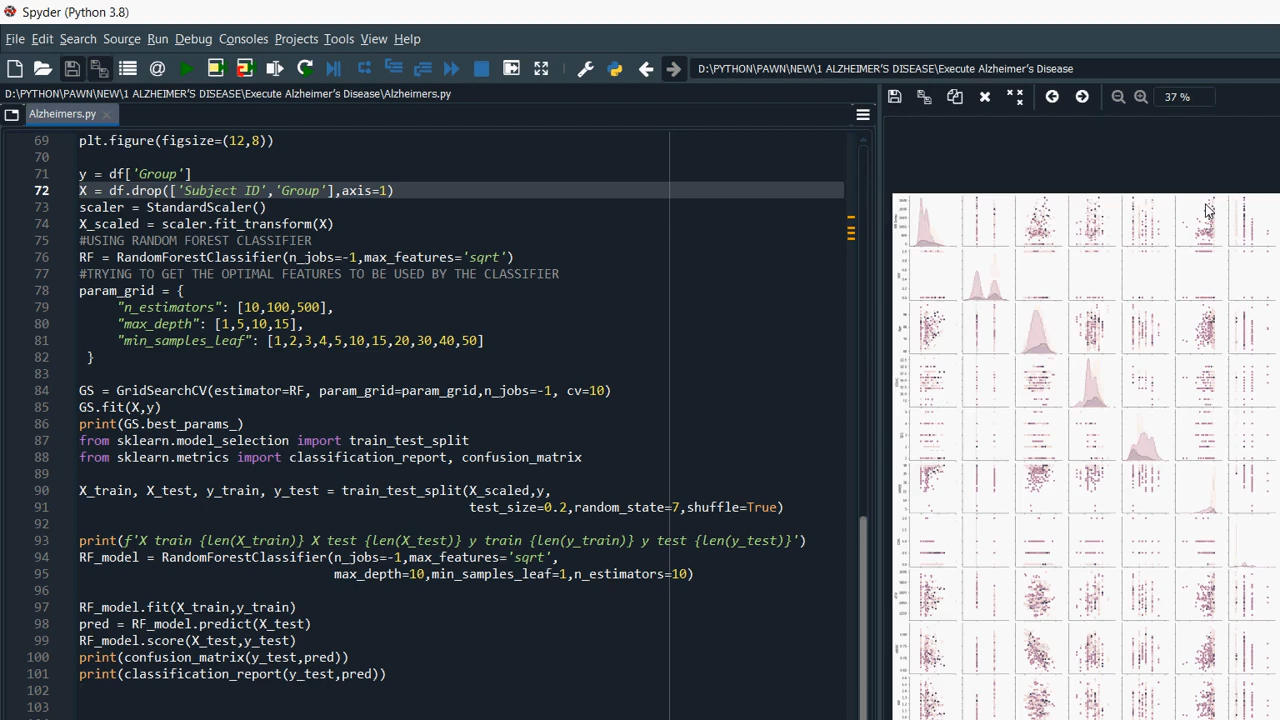 Spyder (Python 3.8)
File Edit Search Source Run Debug Consoles Projects Tools View Help
D:\PYTHON\PAWN\NEW\1 ALZHEIMER'S DISEASE\Execute Alzheimer's Disease
D:\PYTHON\PAWN\NEW\1 ALZHEIMER'S DISEASE\Execute Alzheimer's Disease\Alzheimers.py
Alzheimers.py
37 %
69 plt.figure(figsize=(12,8))
70
71 y = df['Group']
72 X = df.drop(['Subject ID','Group'],axis=1)
73 scaler = StandardScaler()
74 X_scaled = scaler.fit_transform(X)
75 #USING RANDOM FOREST CLASSIFIER
76 RF = RandomForestClassifier(n_jobs=-1,max_features='sqrt')
77 #TRYING TO GET THE OPTIMAL FEATURES TO BE USED BY THE CLASSIFIER
78 param_grid = {
79 "n_estimators": [10,100,500],
80 "max_depth": [1,5,10,15],
81 "min_samples_leaf": [1,2,3,4,5,10,15,20,30,40,50]
82 }
83
84 GS = GridSearchCV(estimator=RF, param_grid=param_grid,n_jobs=-1, cv=10)
85 GS.fit(X,y)
86 print(GS.best_params_)
87 from sklearn.model_selection import train_test_split
88 from sklearn.metrics import classification_report, confusion_matrix
89
90 X_train, X_test, y_train, y_test = train_test_split(X_scaled,y,
91 test_size=0.2,random_state=7,shuffle=True)
92
93 print(f'X train {len(X_train)} X test {len(X_test)} y train {len(y_train)} y test {len(y_test)}')
94 RF_model = RandomForestClassifier(n_jobs=-1,max_features='sqrt',
95 max_depth=10,min_samples_leaf=1,n_estimators=10)
96
97 RF_model.fit(X_train,y_train)
98 pred = RF_model.predict(X_test)
99 RF_model.score(X_test,y_test)
100 print(confusion_matrix(y_test,pred))
101 print(classification_report(y_test,pred))
102
103